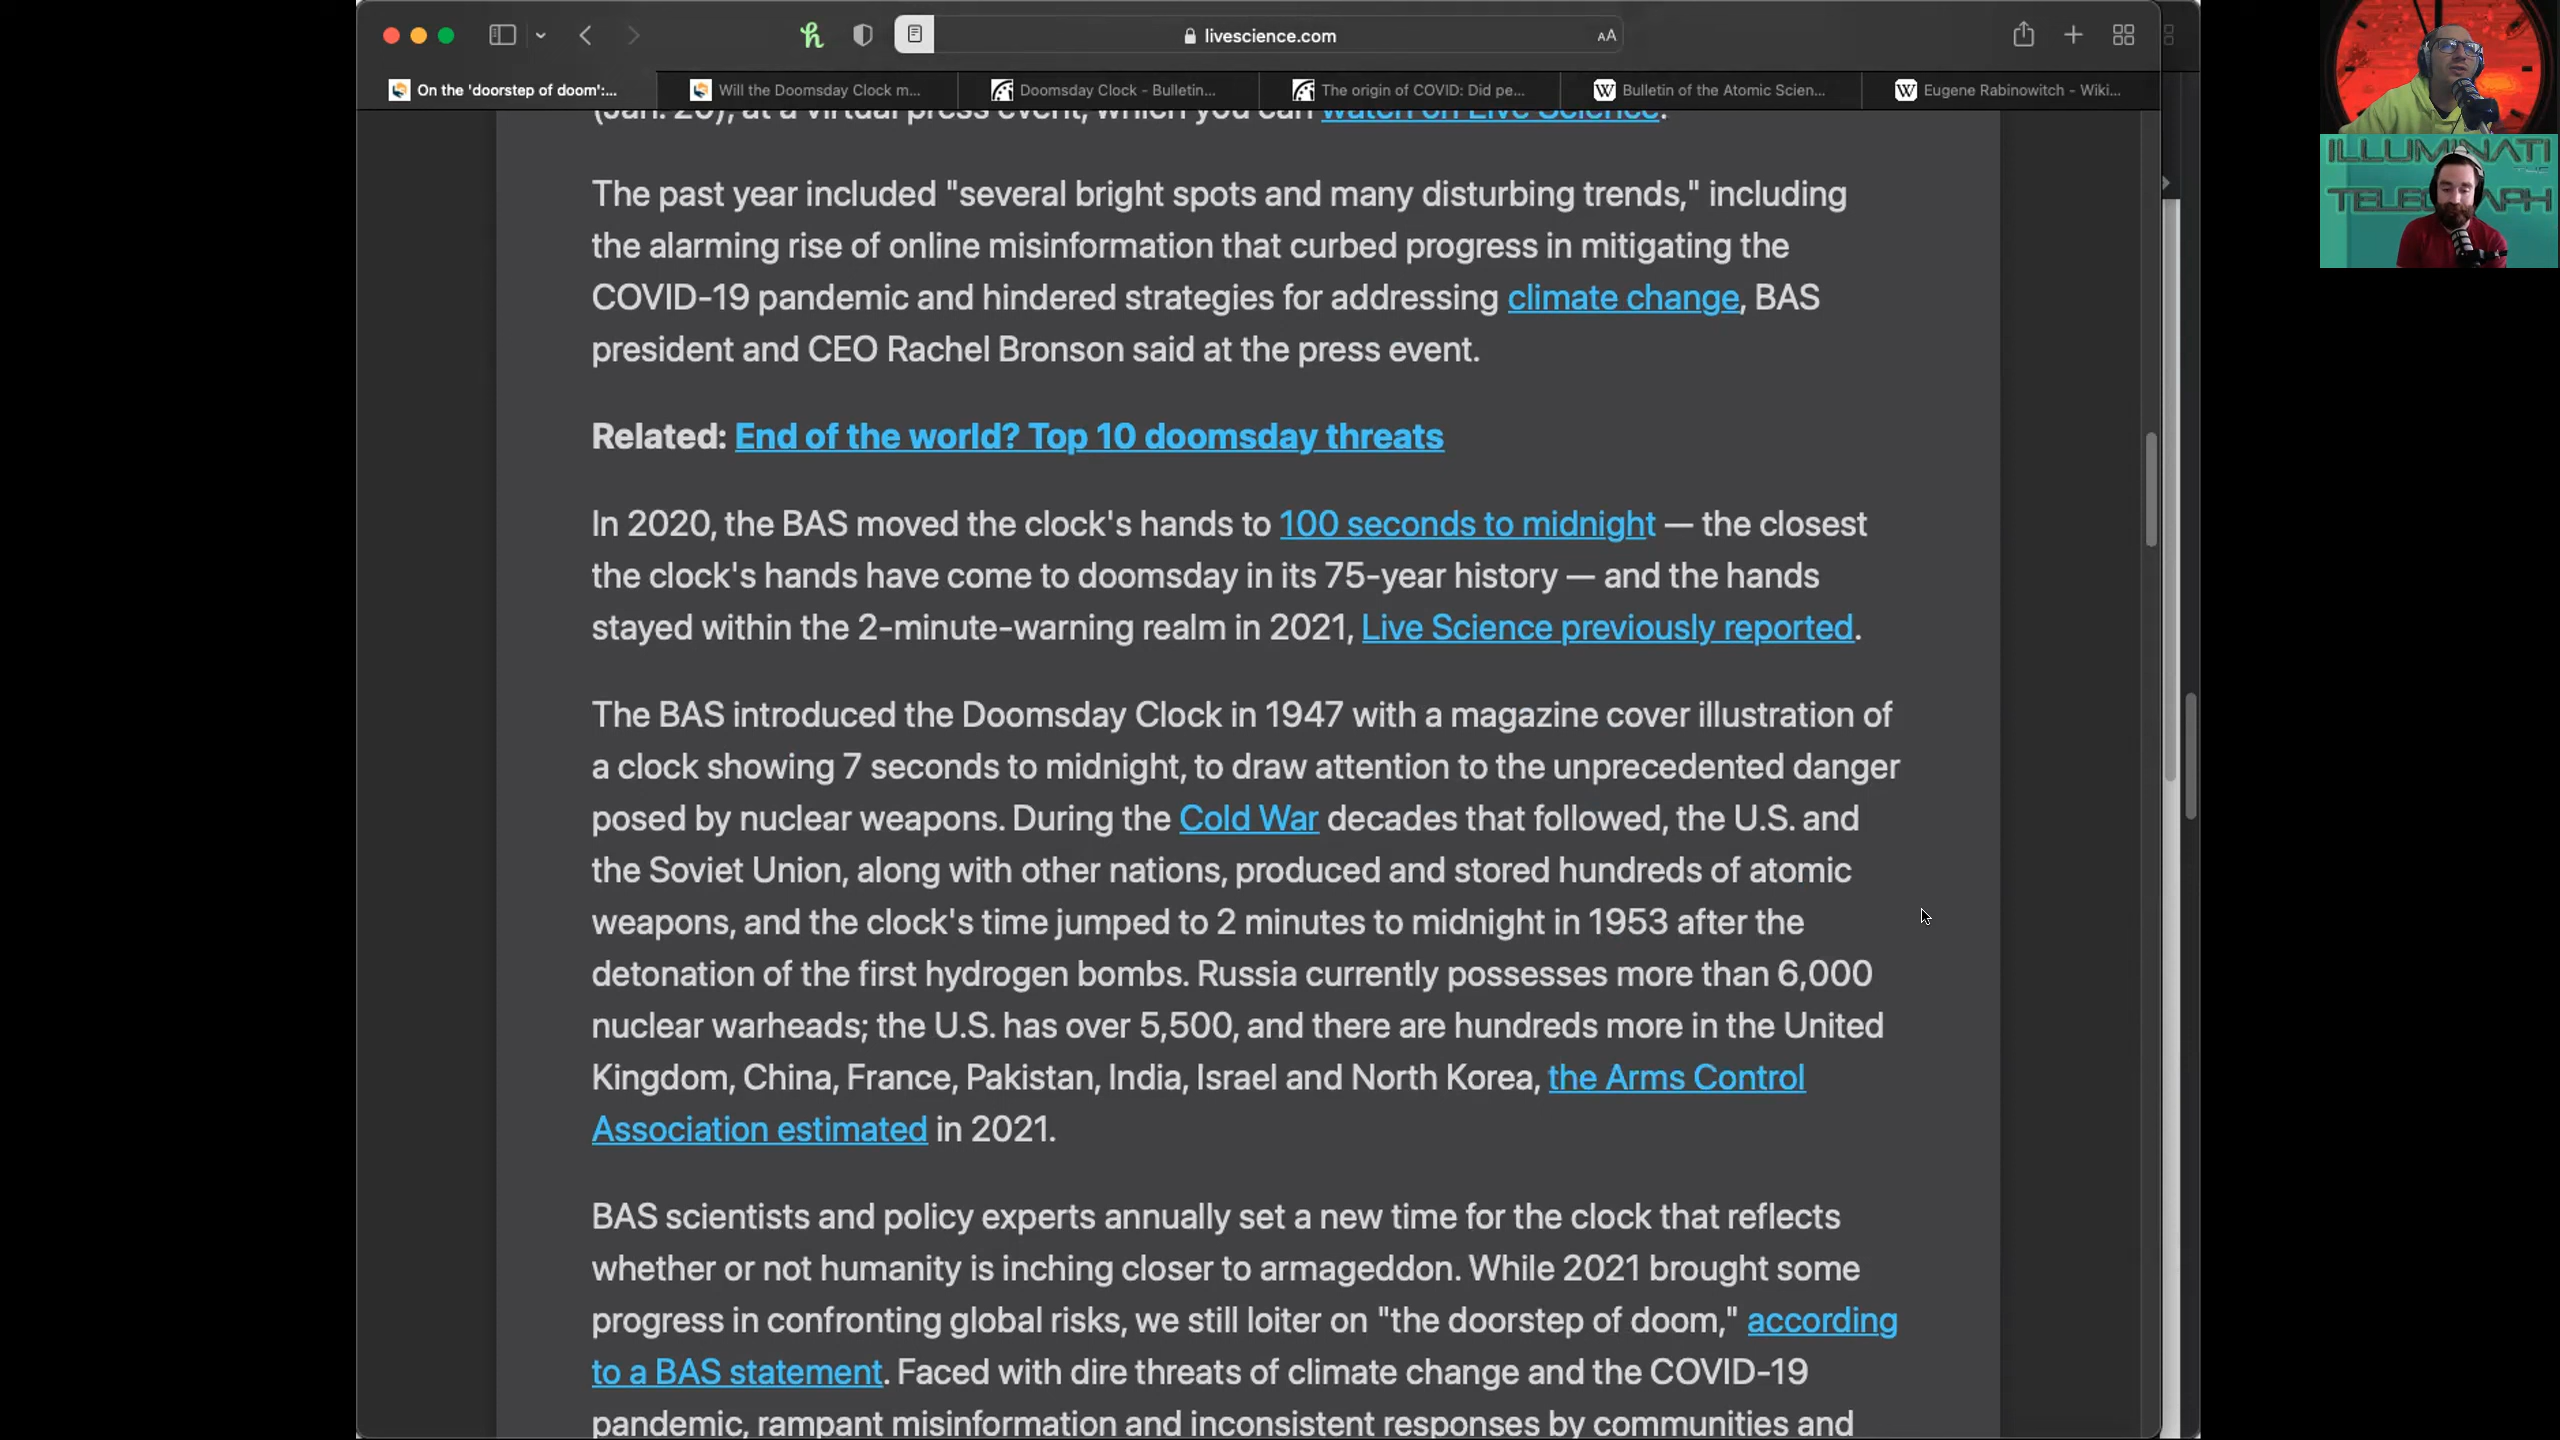 livescience.com
AA
On the 'doorstep of doom':...
Will the Doomsday Clock m...
Doomsday Clock - Bulletin...
The origin of COVID: Did pe...
Bulletin of the Atomic Scien...
Eugene Rabinowitch - Wiki...
(Jan. 20), at a virtual press event, which you can watch on Live Science.
The past year included "several bright spots and many disturbing trends," including
the alarming rise of online misinformation that curbed progress in mitigating the
COVID-19 pandemic and hindered strategies for addressing climate change, BAS
president and CEO Rachel Bronson said at the press event.
Related: End of the world? Top 10 doomsday threats
In 2020, the BAS moved the clock's hands to 100 seconds to midnight — the closest
the clock's hands have come to doomsday in its 75-year history — and the hands
stayed within the 2-minute-warning realm in 2021, Live Science previously reported.
The BAS introduced the Doomsday Clock in 1947 with a magazine cover illustration of
a clock showing 7 seconds to midnight, to draw attention to the unprecedented danger
posed by nuclear weapons. During the Cold War decades that followed, the U.S. and
the Soviet Union, along with other nations, produced and stored hundreds of atomic
weapons, and the clock's time jumped to 2 minutes to midnight in 1953 after the
detonation of the first hydrogen bombs. Russia currently possesses more than 6,000
nuclear warheads; the U.S. has over 5,500, and there are hundreds more in the United
Kingdom, China, France, Pakistan, India, Israel and North Korea, the Arms Control
Association estimated in 2021.
BAS scientists and policy experts annually set a new time for the clock that reflects
whether or not humanity is inching closer to armageddon. While 2021 brought some
progress in confronting global risks, we still loiter on "the doorstep of doom," according
to a BAS statement. Faced with dire threats of climate change and the COVID-19
pandemic, rampant misinformation and inconsistent responses by communities and
ILLUMINATI